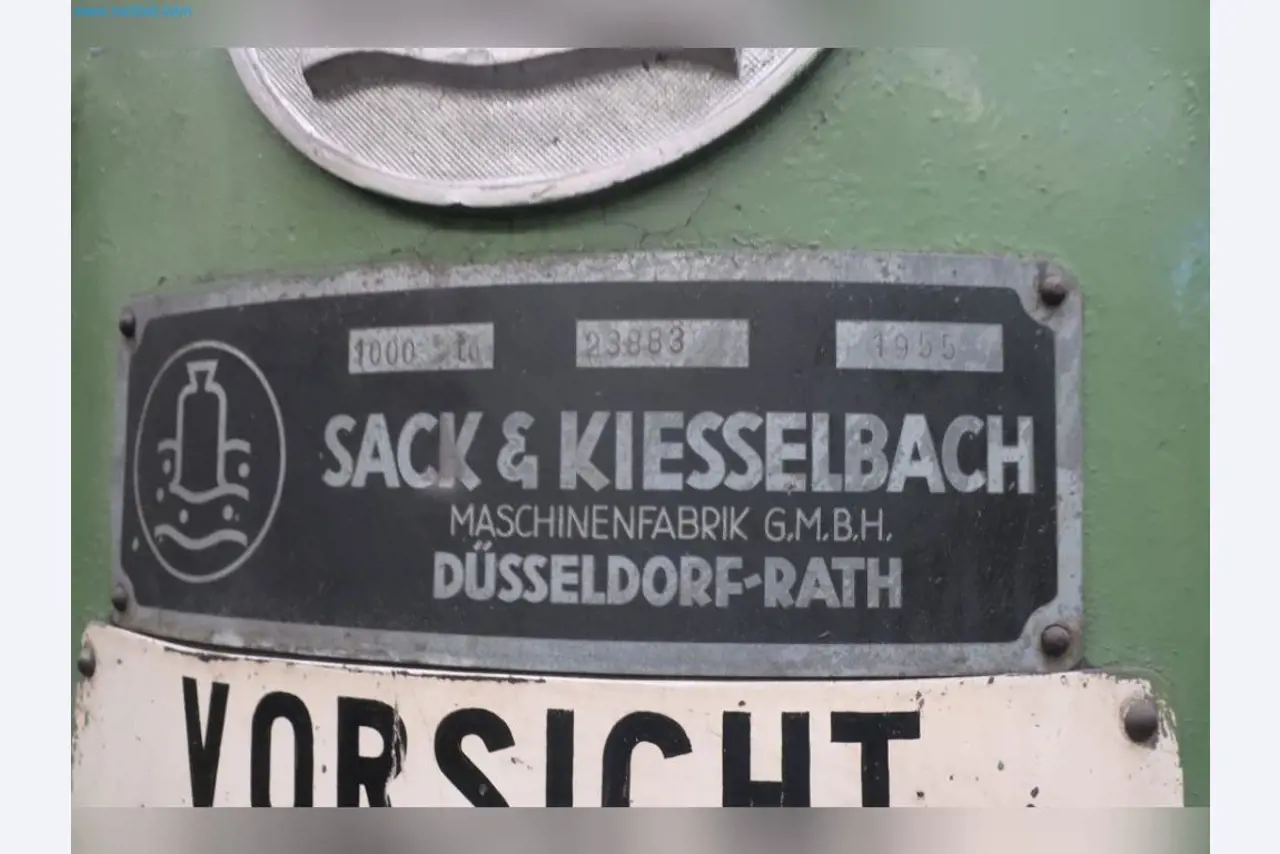 1000 to 23883 1955
SACK & KIESSELBACH
MASCHINENFABRIK G.M.B.H.
DÜSSELDORF-RATH
VORSICHT